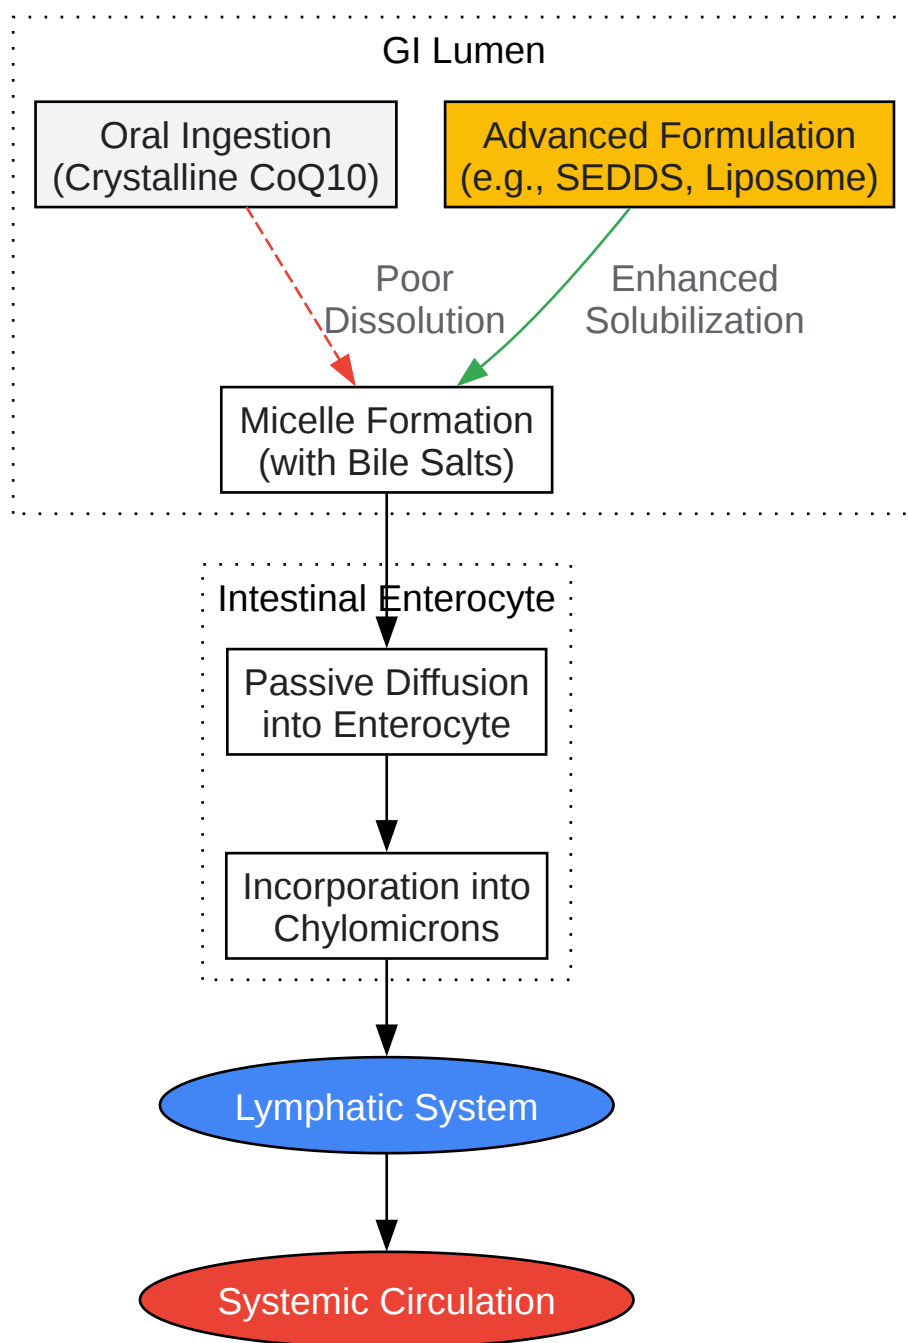 GI Lumen
Oral Ingestion
(Crystalline CoQ10)
Advanced Formulation
(e.g., SEDDS, Liposome)
Poor
Dissolution
Enhanced
Solubilization
Micelle Formation
(with Bile Salts)
Intestinal Enterocyte
Passive Diffusion
into Enterocyte
Incorporation into
Chylomicrons
Lymphatic System
Systemic Circulation